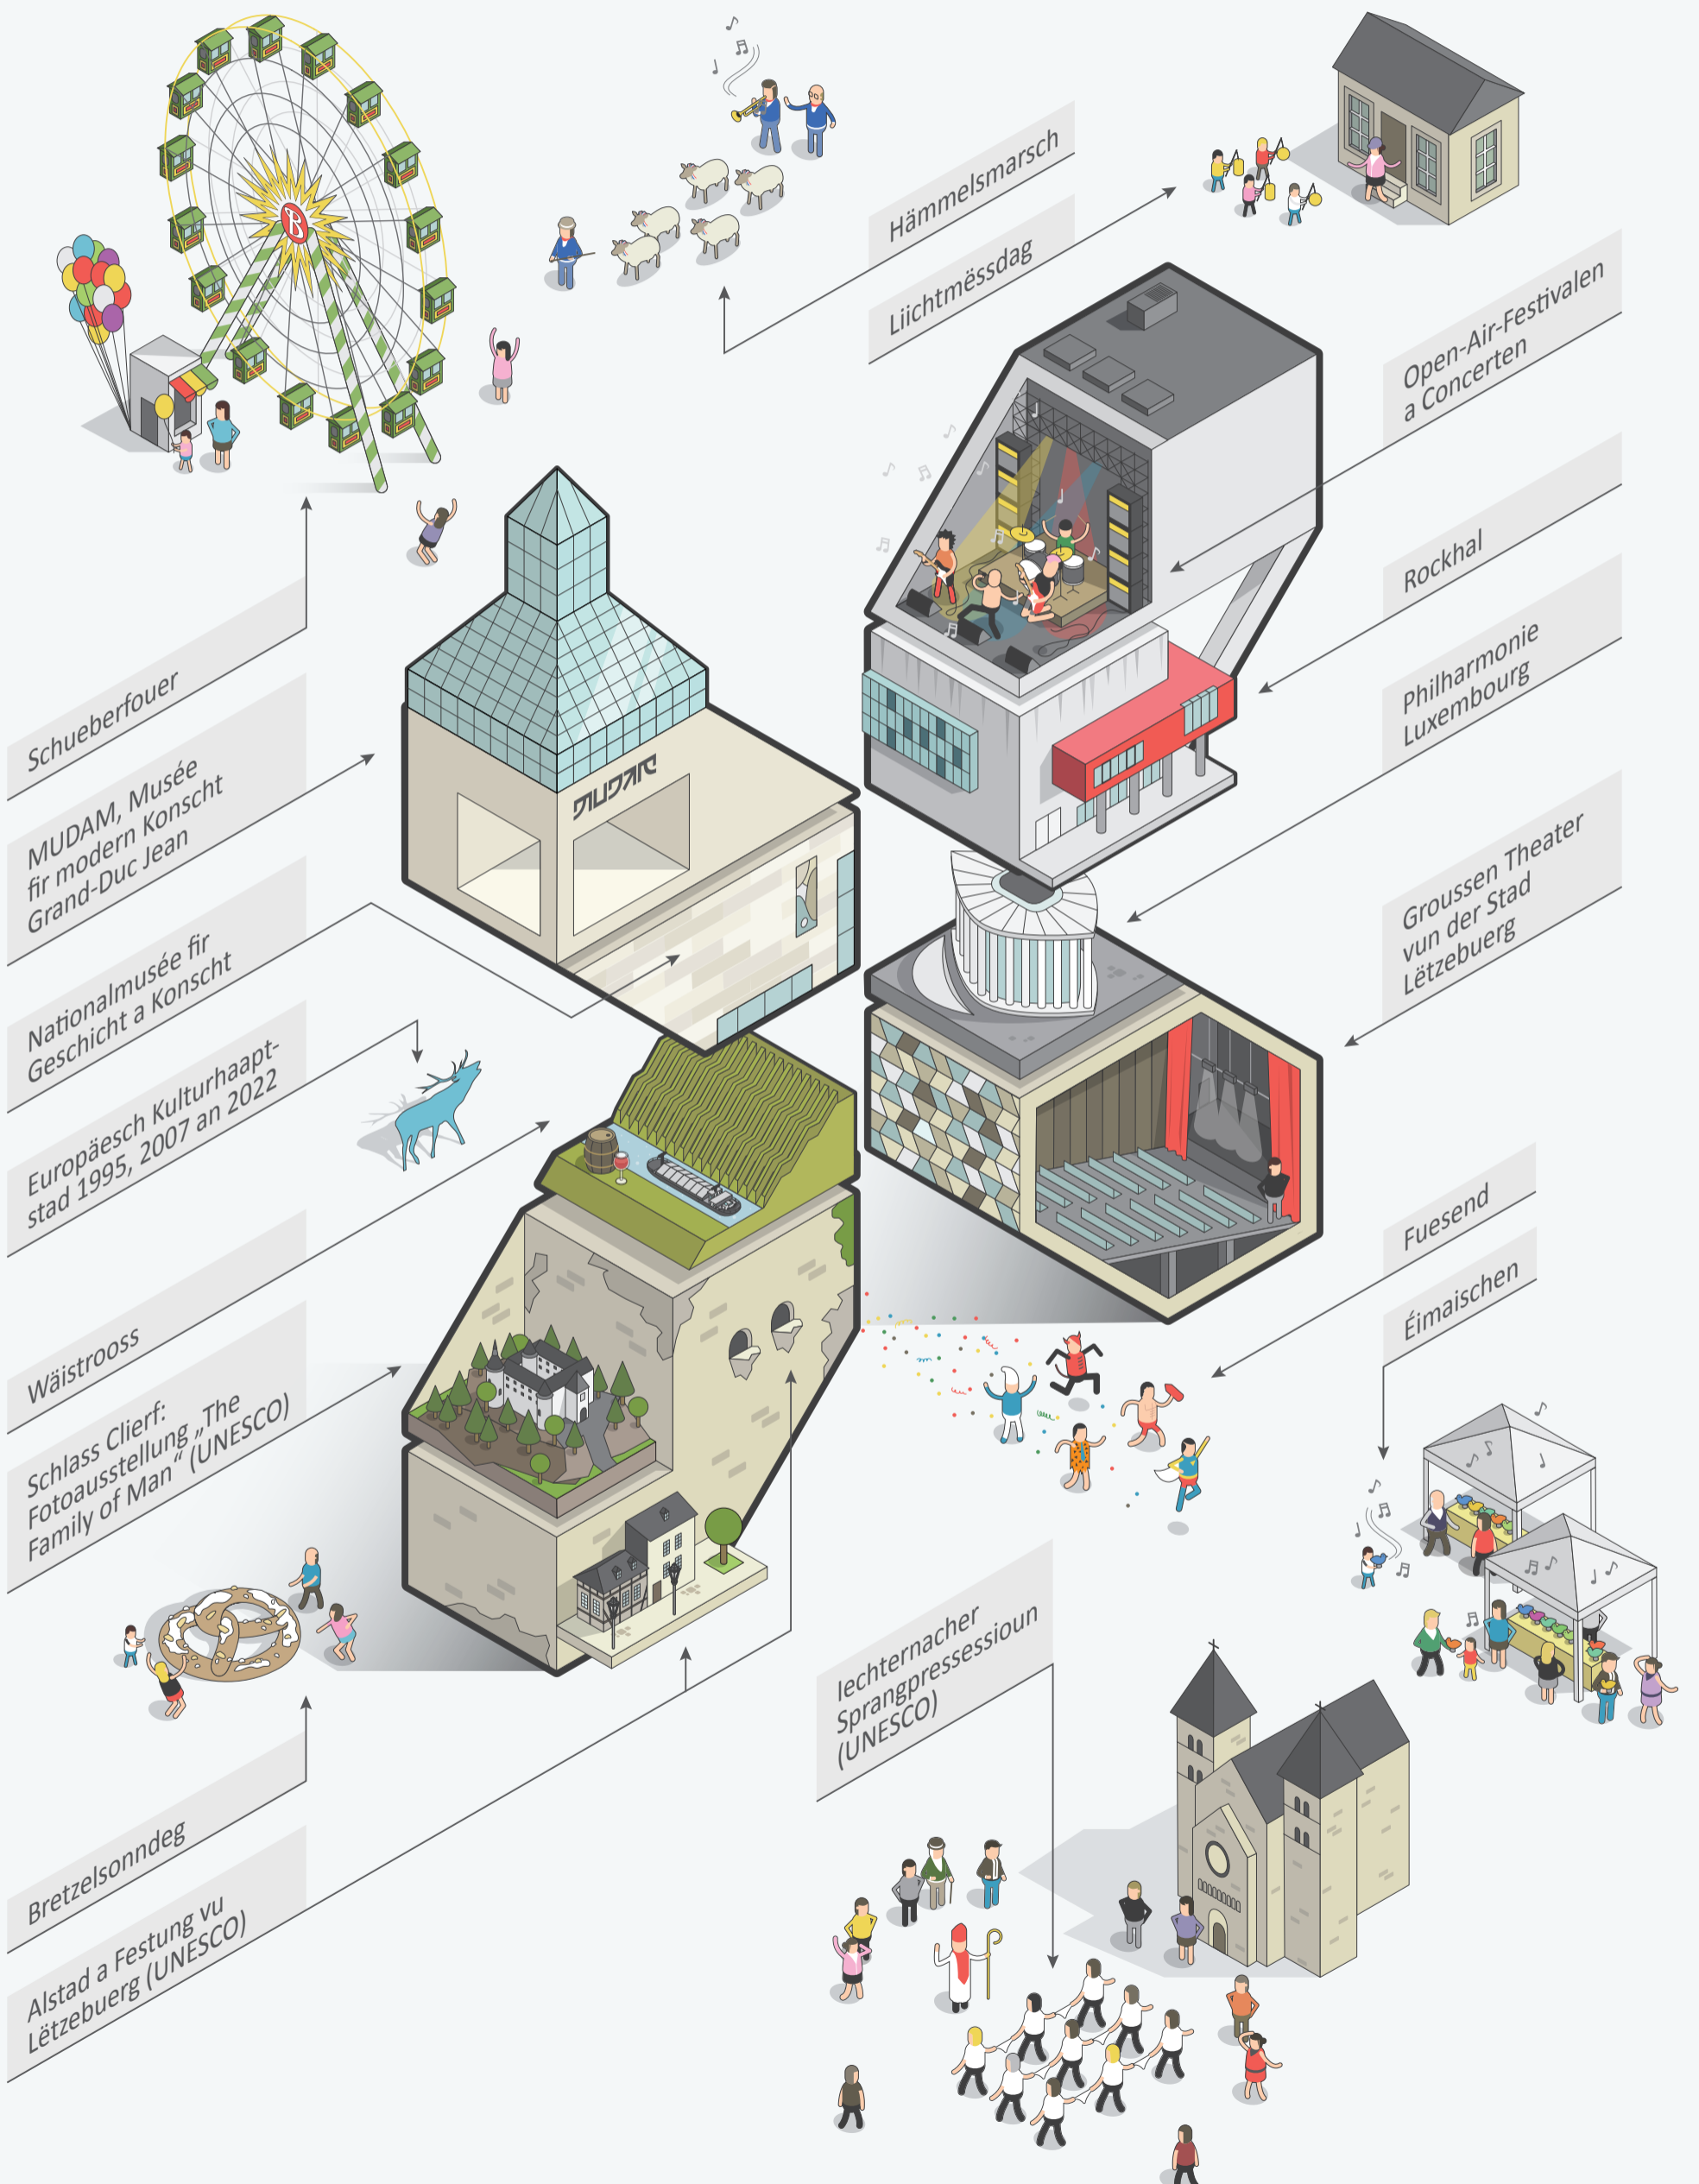 Hämmelsmarsch
Liichtmëssdag
Open-Air-Festivalen
a Concerten
Rockhal
Philharmonie
Luxembourg
Groussen Theater
vun der Stad
Lëtzebuerg
Fuesend
Éimaischen
B
Schueberfouer
MUDAM, Musée
fir modern Konscht
Grand-Duc Jean
MUDAM
Nationalmusée fir
Geschicht a Konscht
Europäesch Kulturhaapt-
stad 1995, 2007 an 2022
Wäistrooss
Schlass Clierf:
Fotoausstellung „The
Family of Man“ (UNESCO)
Bretzelsonndeg
Alstad a Festung vu
Lëtzebuerg (UNESCO)
Iechternacher
Sprangpressessioun
(UNESCO)